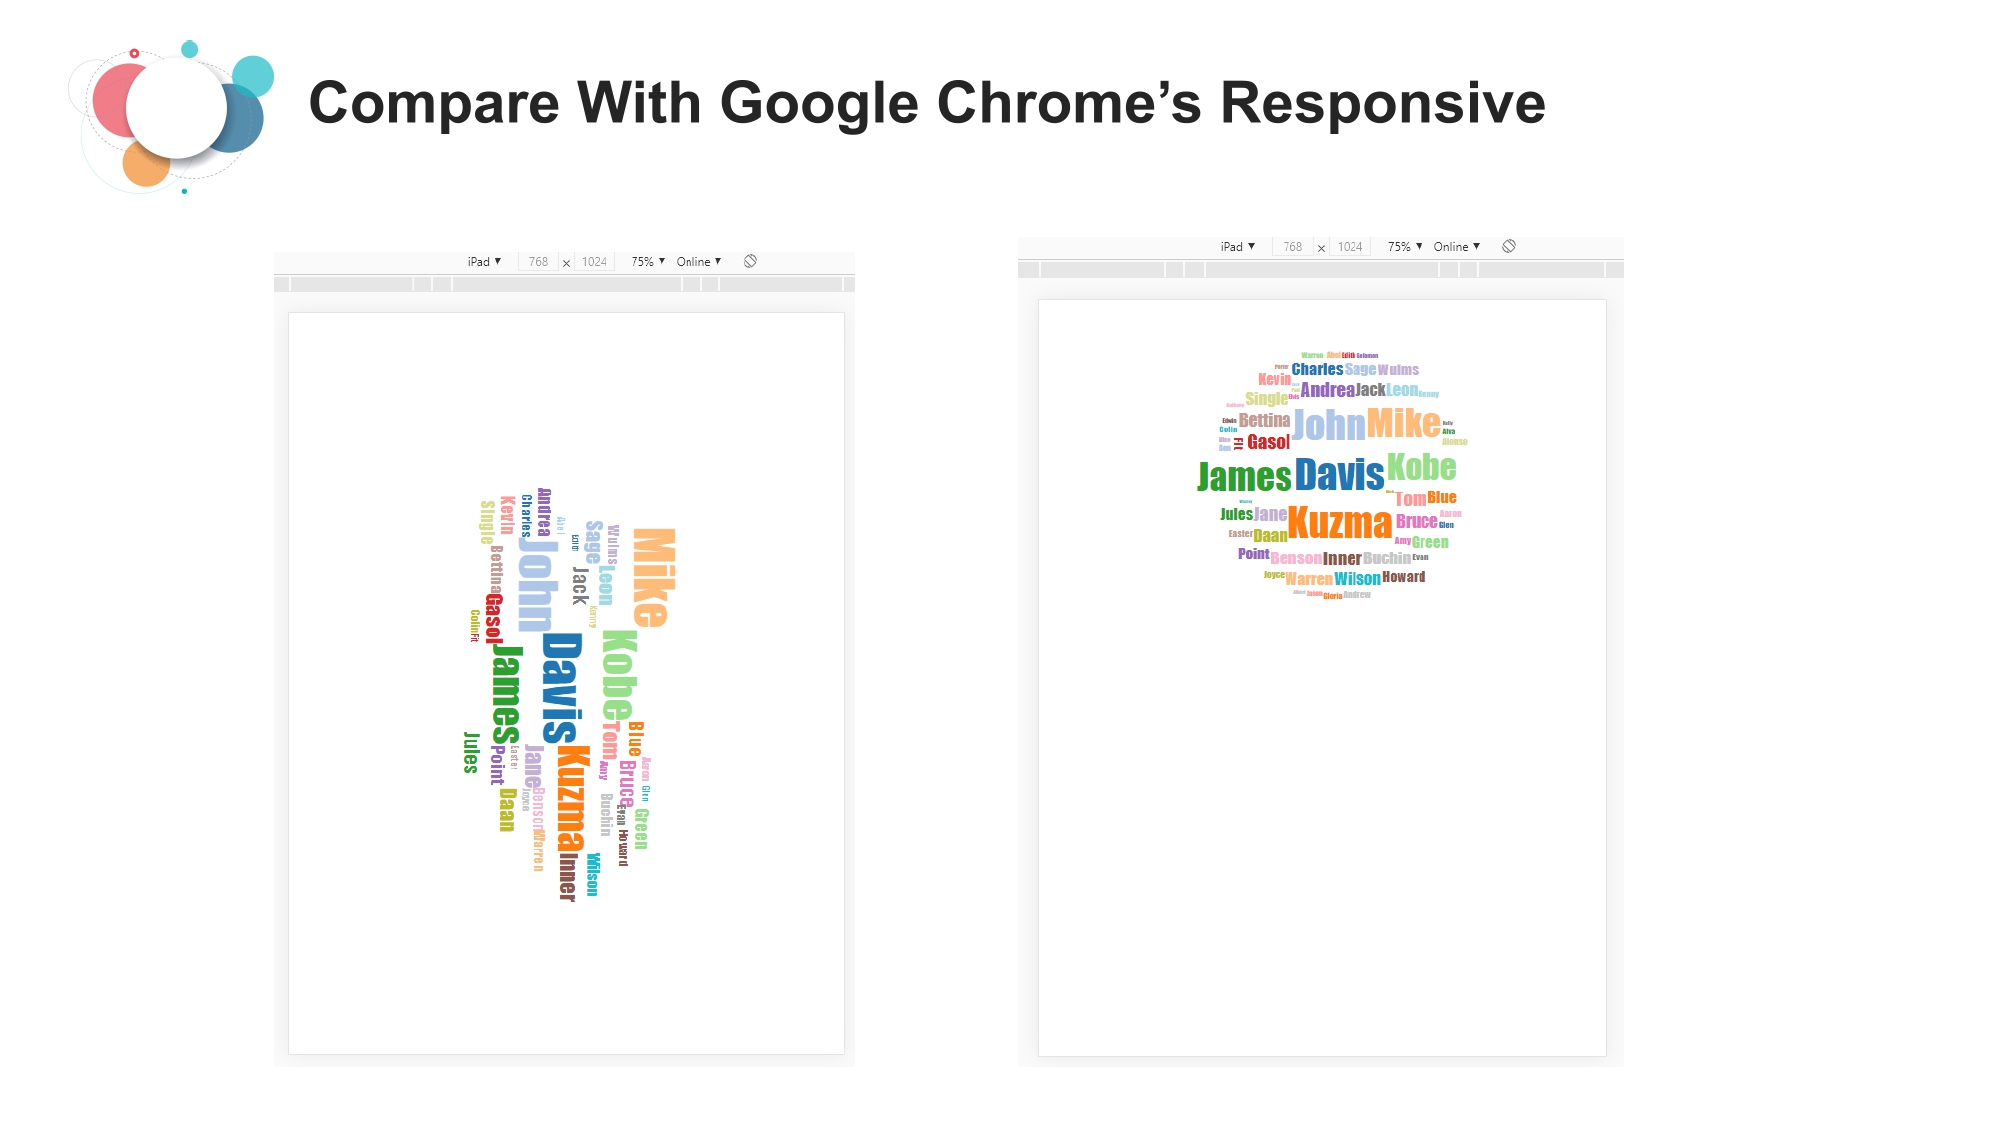 Compare With Google Chrome’s Responsive
iPad ▼ 768 × 1024 75% ▼ Online ▼
Andrea
Charles
Kevin
Single
Abel
Edith
Sage
Wulms
Mike
John
Bettina
Jack
Leon
Kenny
Gasol
Colin
Fit
James
Davis
Kobe
Tom
Blue
Jules
Point
Easter
Jane
Kuzma
Amy
Bruce
Aaron
Glen
Daan
Joyce
Benson
Warren
Buchin
Evan
Howard
Green
Inner
Wilson
iPad ▼ 768 × 1024 75% ▼ Online ▼
Warren Abel Edith Solomon
Porter Charles Sage Wulms
Kevin
Andrea Jack Leon Kenny
Single Elvis
Edwin Bettina John Mike
Colin Alva
Fit Gasol Alonso
James Davis Kobe
Tom Blue
Jules Jane Kuzma Bruce Aaron
Glen
Easter Daan Amy Green
Point Benson Inner Buchin Evan
Joyce Warren Wilson Howard
Jason Gloria Andrew